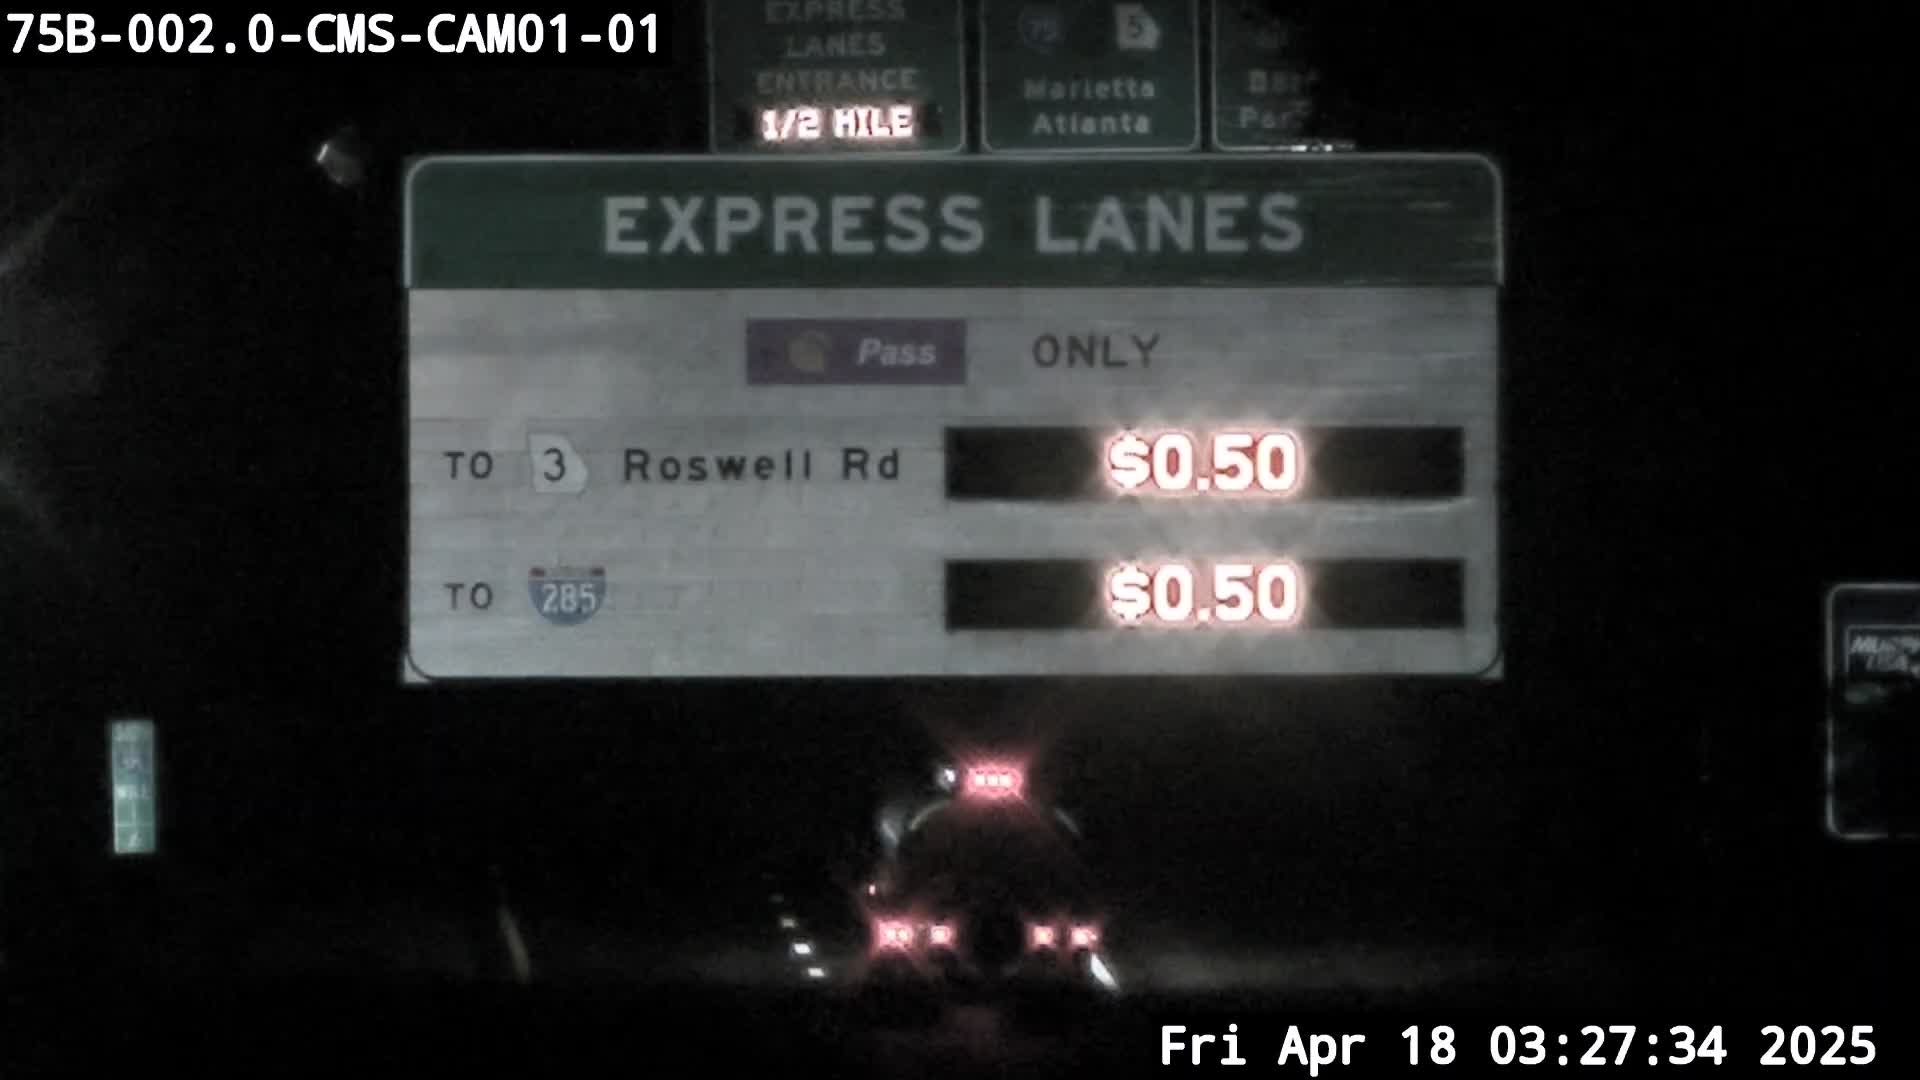 75B-002.0-CMS-CAM01-01
EXPRESS
LANES
ENTRANCE
1/2 MILE
75 5
Marietta
Atlanta
EXPRESS LANES
Pass ONLY
TO 3 Roswell Rd $0.50
TO 285 $0.50
Fri Apr 18 03:27:34 2025